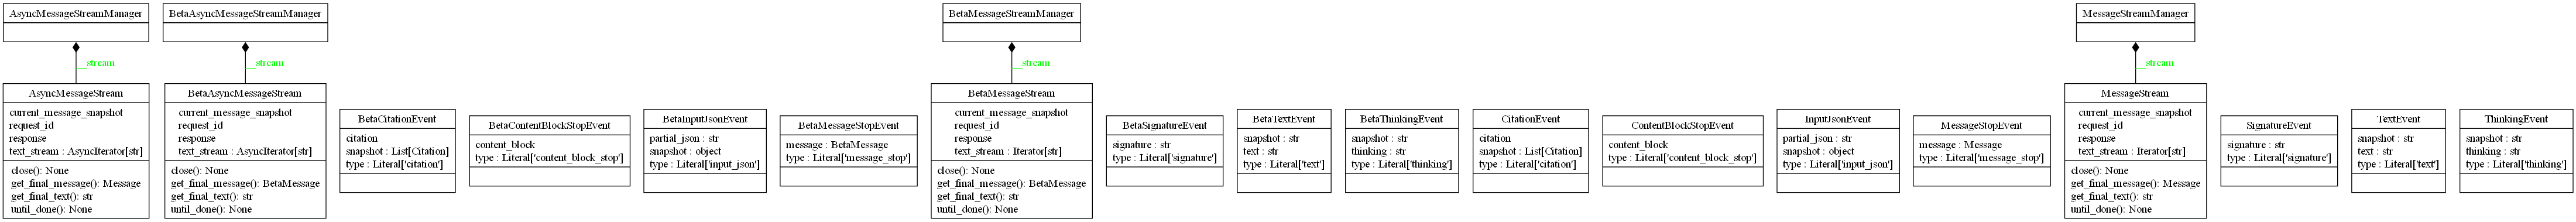 AsyncMessageStreamManager
BetaAsyncMessageStreamManager
BetaMessageStreamManager
MessageStreamManager
_stream
_stream
_stream
_stream
AsyncMessageStream
current_message_snapshot
request_id
response
text_stream : AsyncIterator[str]
close(): None
get_final_message(): Message
get_final_text(): str
until_done(): None
BetaAsyncMessageStream
current_message_snapshot
request_id
response
text_stream : AsyncIterator[str]
close(): None
get_final_message(): BetaMessage
get_final_text(): str
until_done(): None
BetaCitationEvent
citation
snapshot : List[Citation]
type : Literal['citation']
BetaContentBlockStopEvent
content_block
type : Literal['content_block_stop']
BetaInputJsonEvent
partial_json : str
snapshot : object
type : Literal['input_json']
BetaMessageStopEvent
message : BetaMessage
type : Literal['message_stop']
BetaMessageStream
current_message_snapshot
request_id
response
text_stream : Iterator[str]
close(): None
get_final_message(): BetaMessage
get_final_text(): str
until_done(): None
BetaSignatureEvent
signature : str
type : Literal['signature']
BetaTextEvent
snapshot : str
text : str
type : Literal['text']
BetaThinkingEvent
snapshot : str
thinking : str
type : Literal['thinking']
CitationEvent
citation
snapshot : List[Citation]
type : Literal['citation']
ContentBlockStopEvent
content_block
type : Literal['content_block_stop']
InputJsonEvent
partial_json : str
snapshot : object
type : Literal['input_json']
MessageStopEvent
message : Message
type : Literal['message_stop']
MessageStream
current_message_snapshot
request_id
response
text_stream : Iterator[str]
close(): None
get_final_message(): Message
get_final_text(): str
until_done(): None
SignatureEvent
signature : str
type : Literal['signature']
TextEvent
snapshot : str
text : str
type : Literal['text']
ThinkingEvent
snapshot : str
thinking : str
type : Literal['thinking']